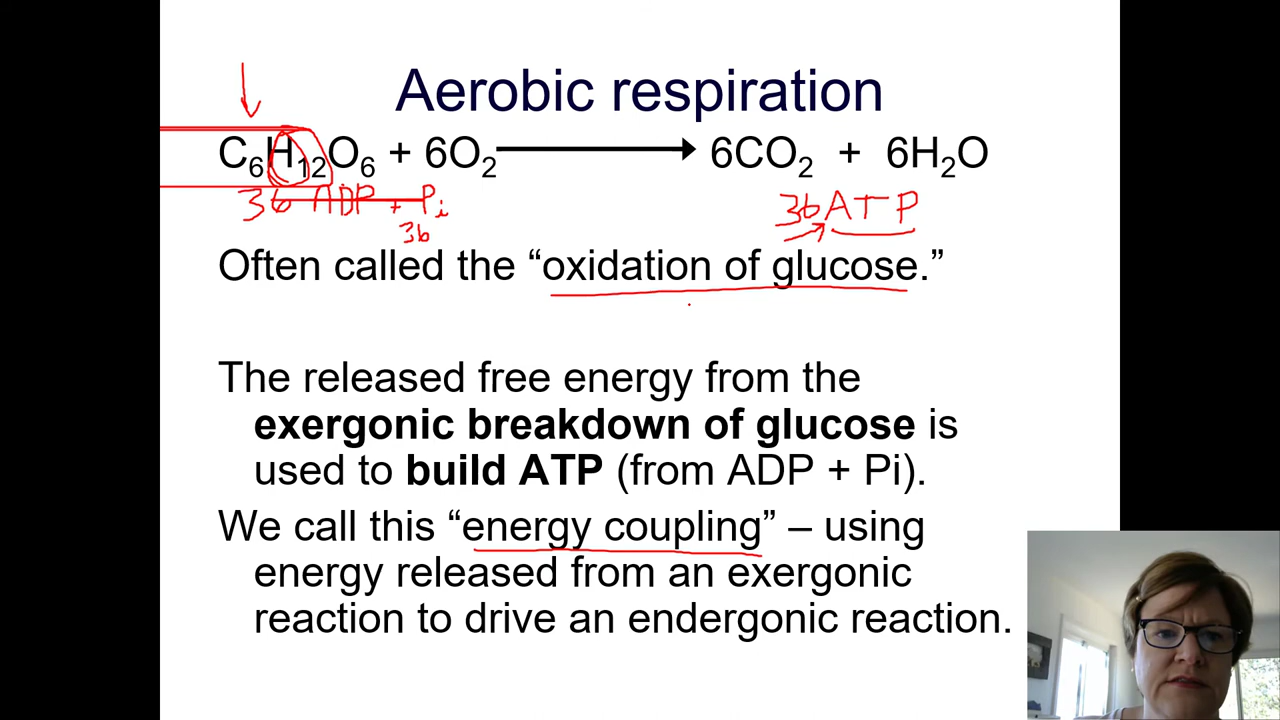 Aerobic respiration
C₆H₁₂O₆ + 6O₂ → 6CO₂ + 6H₂O
36 ADP + Pi 36 ATP
36
Often called the “oxidation of glucose.”
The released free energy from the
exergonic breakdown of glucose is
used to build ATP (from ADP + Pi).
We call this “energy coupling” – using
energy released from an exergonic
reaction to drive an endergonic reaction.